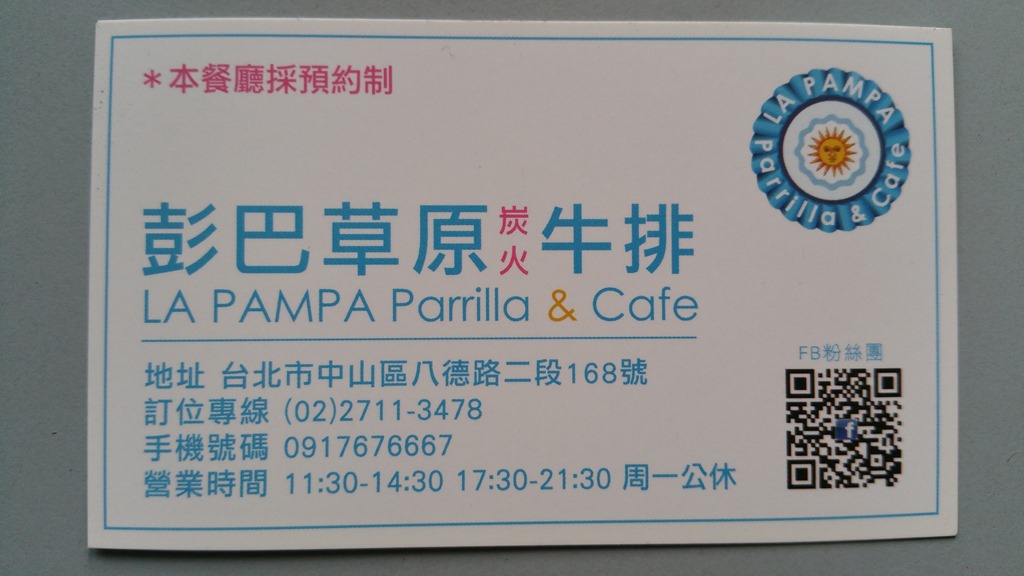 ＊本餐廳採預約制
LA PAMPA
Parrilla & Cafe
彭巴草原炭火牛排
LA PAMPA Parrilla & Cafe
地址 台北市中山區八德路二段168號
訂位專線 (02)2711-3478
手機號碼 0917676667
營業時間 11:30-14:30 17:30-21:30 周一公休
FB粉絲團
f